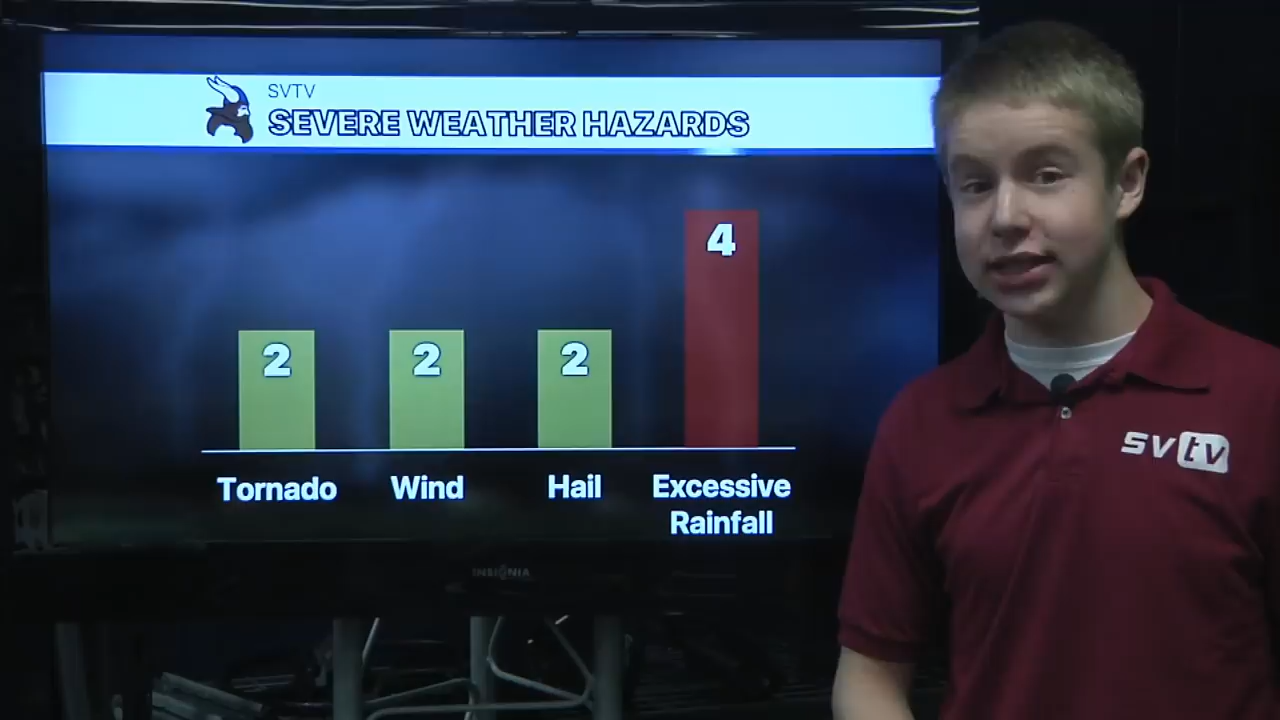 SVTV
SEVERE WEATHER HAZARDS
4
2 2 2
Tornado Wind Hail Excessive
Rainfall
INSIGNIA
SVtv